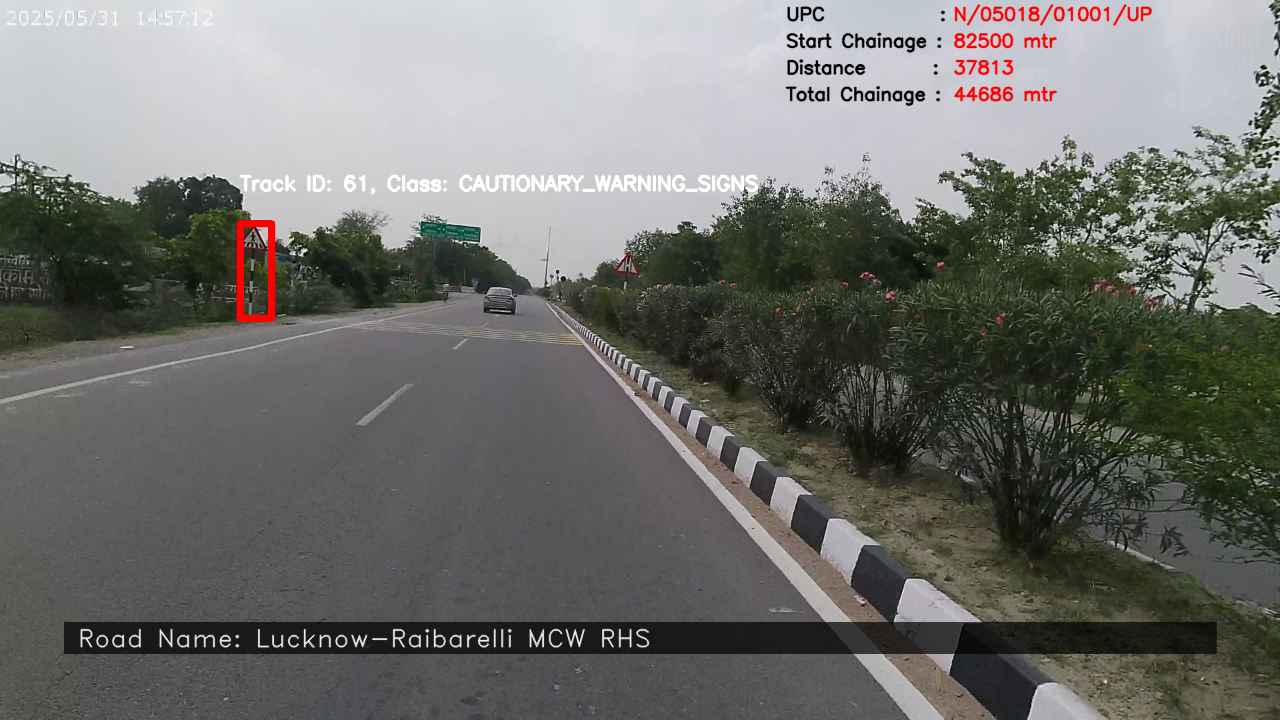 2025/05/31 14:57:12
UPC : N/05018/01001/UP
Start Chainage : 82500 mtr
Distance : 37813
Total Chainage : 44686 mtr
Track ID: 61, Class: CAUTIONARY_WARNING_SIGNS
Road Name: Lucknow-Raibarelli MCW RHS